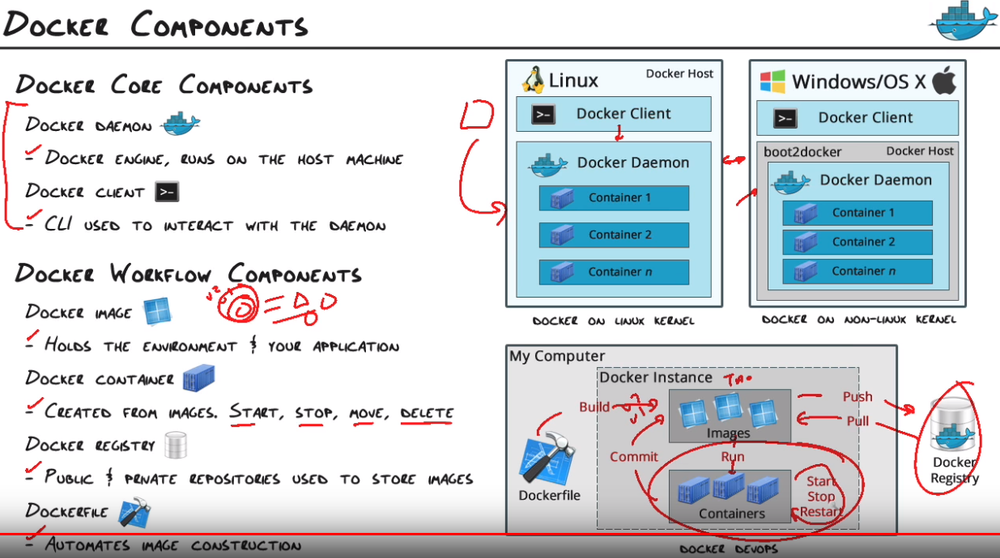 DOCKER COMPONENTS
DOCKER CORE COMPONENTS
DOCKER DAEMON
- DOCKER ENGINE, RUNS ON THE HOST MACHINE
DOCKER CLIENT
>-
- CLI USED TO INTERACT WITH THE DAEMON
DOCKER WORKFLOW COMPONENTS
DOCKER IMAGE
- HOLDS THE ENVIRONMENT & YOUR APPLICATION
DOCKER CONTAINER
- CREATED FROM IMAGES. START, STOP, MOVE, DELETE
DOCKER REGISTRY
- PUBLIC & PRIVATE REPOSITORIES USED TO STORE IMAGES
DOCKERFILE
- AUTOMATES IMAGE CONSTRUCTION
Linux
Docker Host
>-
Docker Client
Docker Daemon
Container 1
Container 2
Container n
DOCKER ON LINUX KERNEL
Windows/OS X
>-
Docker Client
boot2docker
Docker Host
Docker Daemon
Container 1
Container 2
Container n
DOCKER ON NON-LINUX KERNEL
My Computer
Docker Instance
Build
Images
Push
Pull
Commit
Run
Dockerfile
Containers
Start
Stop
Restart
Docker
Registry
DOCKER DEVOPS